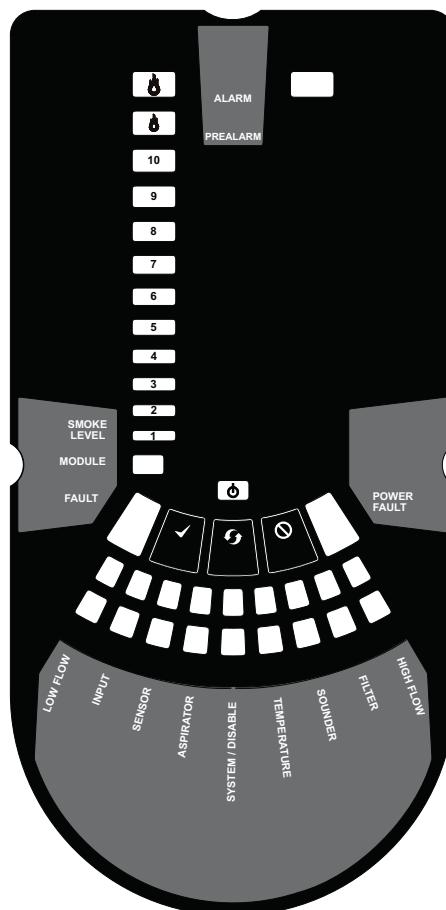 ALARM
PREALARM
10
9
8
7
6
5
4
3
2
1
SMOKE
LEVEL
MODULE
FAULT
POWER
FAULT
LOW FLOW
INPUT
SENSOR
ASPIRATOR
SYSTEM / DISABLE
TEMPERATURE
SOUNDER
FILTER
HIGH FLOW